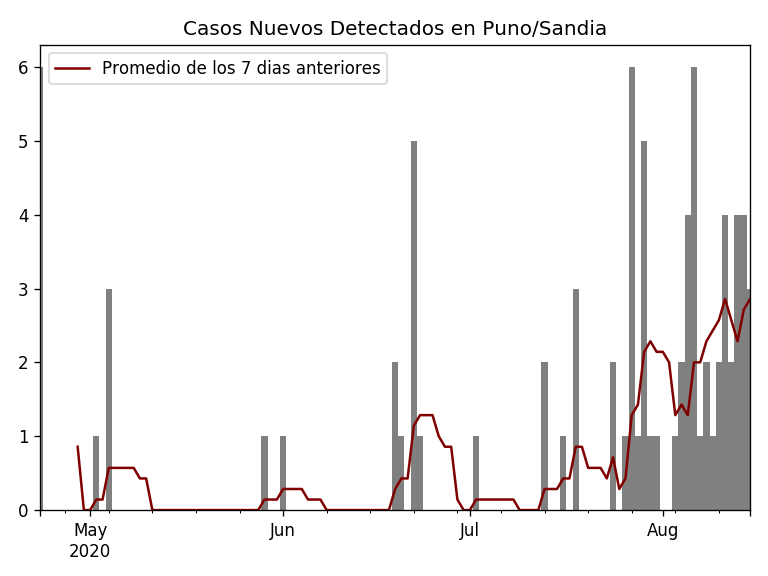 Casos Nuevos Detectados en Puno/Sandia
Promedio de los 7 dias anteriores
6
5
4
3
2
1
0
May
2020
Jun
Jul
Aug